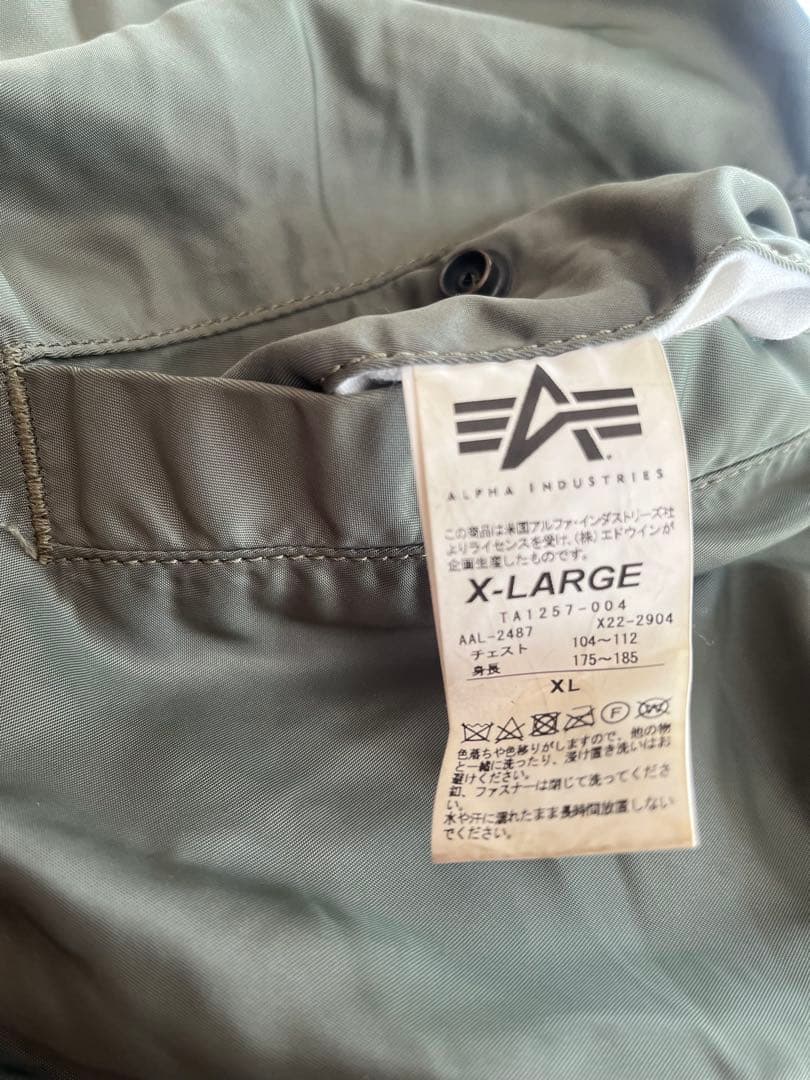 ALPHA INDUSTRIES
この商品は米国アルファ・インダストリーズ社
よりライセンスを受け、(株)エドウインが
企画生産したものです。
X-LARGE
TA1257-004
AAL-2487 X22-2904
チェスト 104〜112
身長 175〜185
XL
F W
色落ちや色移りがしますので、他の物
と一緒に洗ったり、浸け置き洗いはお
避けください。
釦、ファスナーは閉じて洗ってくださ
い。
水や汗に濡れたまま長時間放置しない
でください。